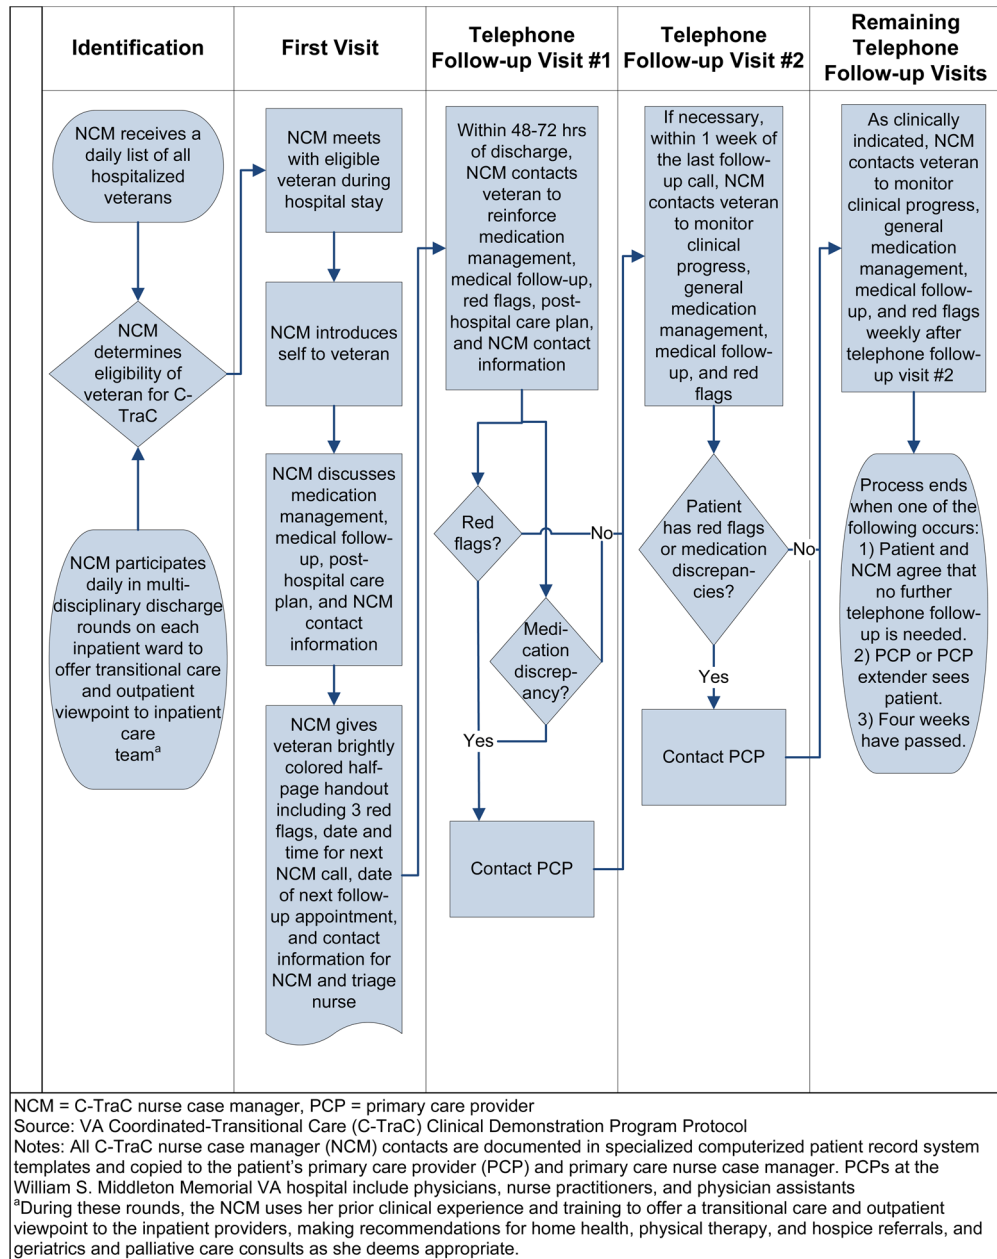 Identification
First Visit
Telephone
Follow-up Visit #1
Telephone
Follow-up Visit #2
Remaining
Telephone
Follow-up Visits
NCM receives a
daily list of all
hospitalized
veterans
NCM
determines
eligibility of
veteran for C-
TraC
NCM participates
daily in multi-
disciplinary discharge
rounds on each
inpatient ward to
offer transitional care
and outpatient
viewpoint to inpatient
care
teamᵃ
NCM meets
with eligible
veteran during
hospital stay
NCM introduces
self to veteran
NCM discusses
medication
management,
medical follow-
up, post-
hospital care
plan, and NCM
contact
information
NCM gives
veteran brightly
colored half-
page handout
including 3 red
flags, date and
time for next
NCM call, date
of next follow-
up appointment,
and contact
information for
NCM and triage
nurse
Within 48-72 hrs
of discharge,
NCM contacts
veteran to
reinforce
medication
management,
medical follow-up,
red flags, post-
hospital care plan,
and NCM contact
information
Red
flags?
No
Medi-
cation
discrep-
ancy?
Yes
Contact PCP
If necessary,
within 1 week of
the last follow-
up call, NCM
contacts veteran
to monitor
clinical
progress,
general
medication
management,
medical follow-
up, and red
flags
Patient
has red flags
or medication
discrepan-
cies?
No
Yes
Contact PCP
As clinically
indicated, NCM
contacts veteran
to monitor
clinical progress,
general
medication
management,
medical follow-
up, and red flags
weekly after
telephone follow-
up visit #2
Process ends
when one of the
following occurs:
1) Patient and
NCM agree that
no further
telephone follow-
up is needed.
2) PCP or PCP
extender sees
patient.
3) Four weeks
have passed.
NCM = C-TraC nurse case manager, PCP = primary care provider
Source: VA Coordinated-Transitional Care (C-TraC) Clinical Demonstration Program Protocol
Notes: All C-TraC nurse case manager (NCM) contacts are documented in specialized computerized patient record system
templates and copied to the patient's primary care provider (PCP) and primary care nurse case manager. PCPs at the
William S. Middleton Memorial VA hospital include physicians, nurse practitioners, and physician assistants
ᵃDuring these rounds, the NCM uses her prior clinical experience and training to offer a transitional care and outpatient
viewpoint to the inpatient providers, making recommendations for home health, physical therapy, and hospice referrals, and
geriatrics and palliative care consults as she deems appropriate.